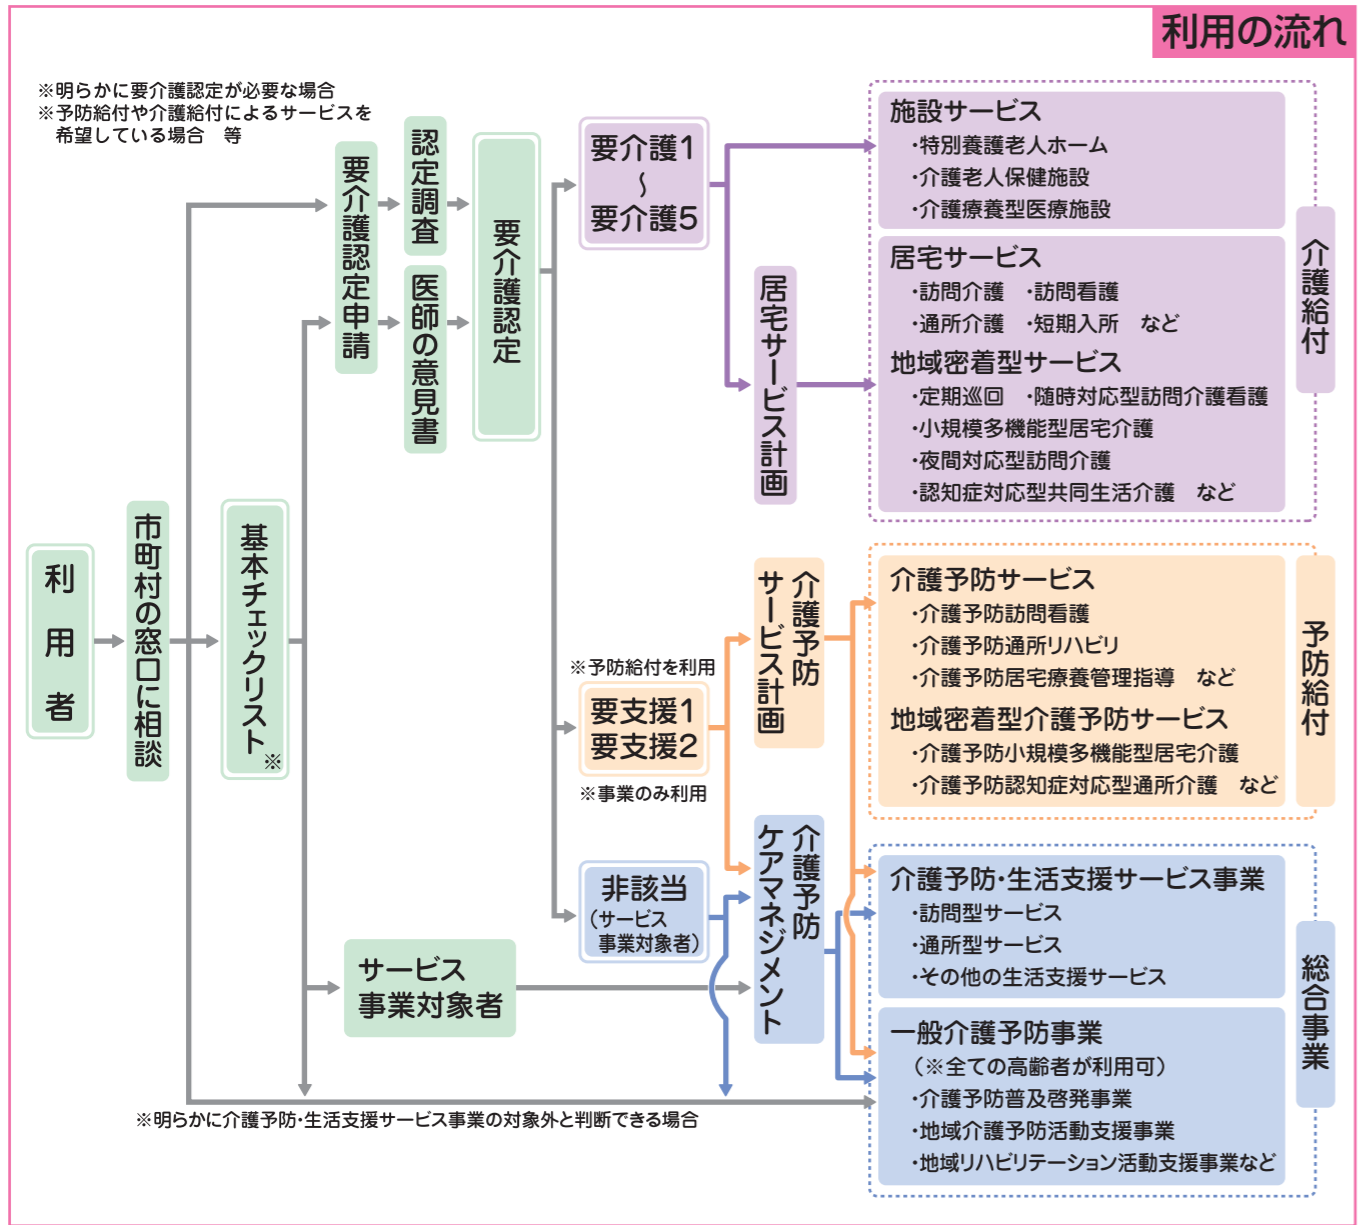 利用の流れ
※明らかに要介護認定が必要な場合
※予防給付や介護給付によるサービスを
希望している場合 等
利用者
市町村の窓口に相談
基本チェックリスト※
要介護認定申請
認定調査
医師の意見書
要介護認定
サービス
事業対象者
※明らかに介護予防・生活支援サービス事業の対象外と判断できる場合
要介護1
~
要介護5
※予防給付を利用
要支援1
要支援2
※事業のみ利用
非該当
(サービス
事業対象者)
居宅サービス計画
介護予防
サービス計画
介護予防
ケアマネジメント
施設サービス
・特別養護老人ホーム
・介護老人保健施設
・介護療養型医療施設
居宅サービス
・訪問介護 ・訪問看護
・通所介護 ・短期入所 など
地域密着型サービス
・定期巡回 ・随時対応型訪問介護看護
・小規模多機能型居宅介護
・夜間対応型訪問介護
・認知症対応型共同生活介護 など
介護給付
介護予防サービス
・介護予防訪問看護
・介護予防通所リハビリ
・介護予防居宅療養管理指導 など
地域密着型介護予防サービス
・介護予防小規模多機能型居宅介護
・介護予防認知症対応型通所介護 など
予防給付
介護予防・生活支援サービス事業
・訪問型サービス
・通所型サービス
・その他の生活支援サービス
一般介護予防事業
(※全ての高齢者が利用可)
・介護予防普及啓発事業
・地域介護予防活動支援事業
・地域リハビリテーション活動支援事業など
総合事業